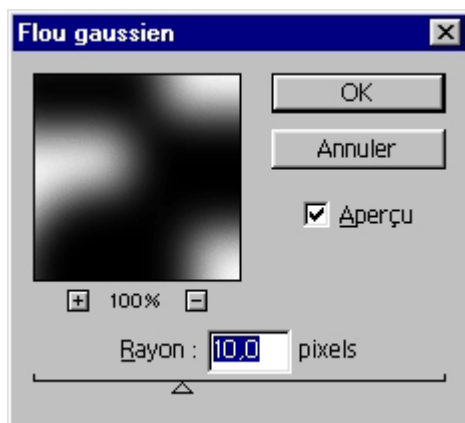 Flou gaussien
OK
Annuler
Aperçu
100%
Rayon : 10,0 pixels